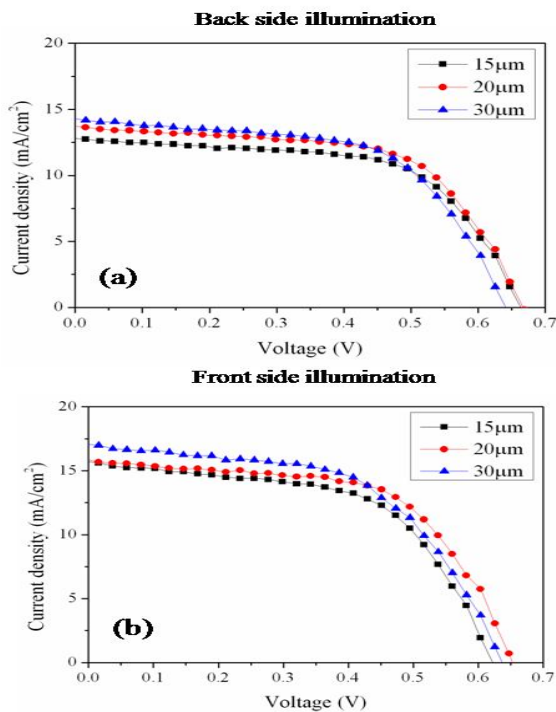 Back side illumination
20
15
10
5
0
Current density (mA/cm²)
15μm
20μm
30μm
(a)
0.0 0.1 0.2 0.3 0.4 0.5 0.6 0.7
Voltage (V)
Front side illumination
20
15
10
5
0
Current density (mA/cm²)
15μm
20μm
30μm
(b)
0.0 0.1 0.2 0.3 0.4 0.5 0.6 0.7
Voltage (V)